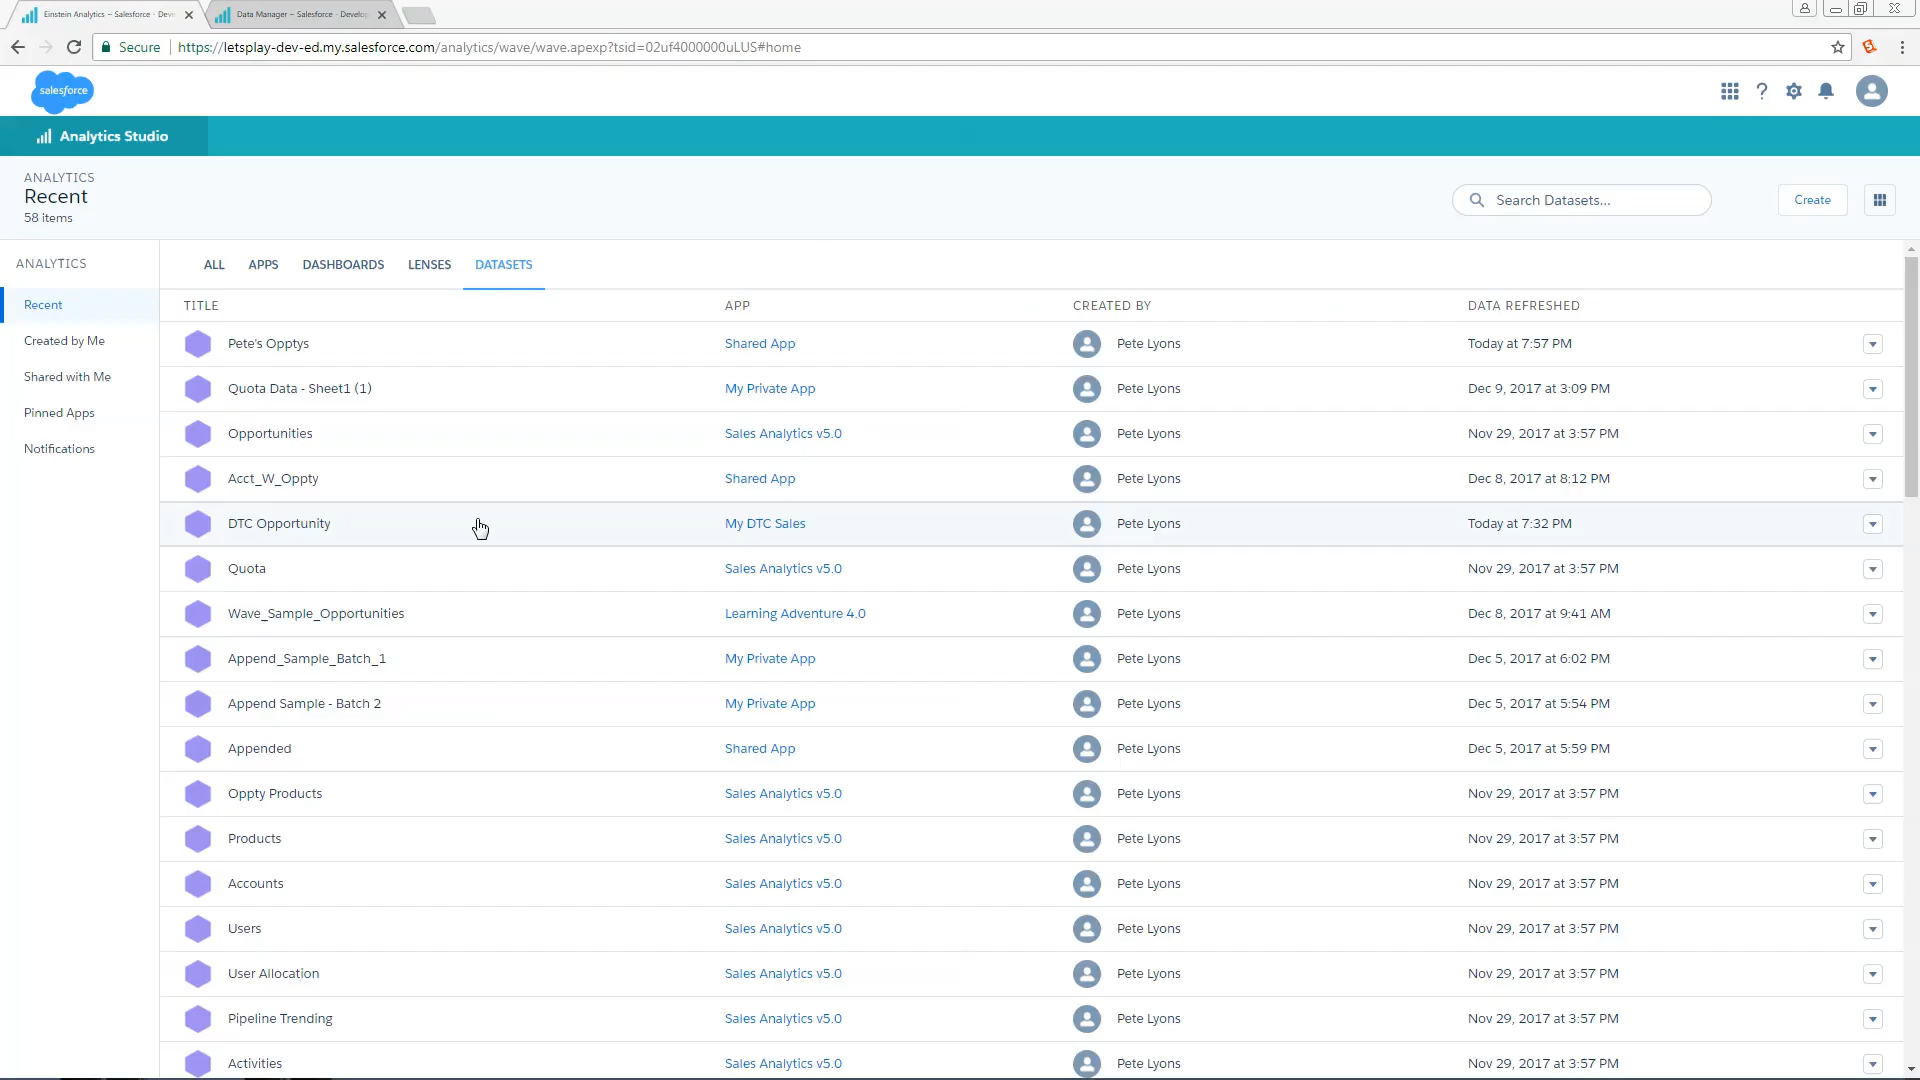 Einstein Analytics – Salesforce - Deve
Data Manager – Salesforce - Develop
Secure
https://letsplay-dev-ed.my.salesforce.com/analytics/wave/wave.apexp?tsid=02uf4000000uLUS#home
salesforce
Analytics Studio
ANALYTICS
Recent
58 items
Search Datasets...
Create
ANALYTICS
Recent
Created by Me
Shared with Me
Pinned Apps
Notifications
ALL APPS DASHBOARDS LENSES DATASETS
TITLE APP CREATED BY DATA REFRESHED
Pete's Opptys Shared App Pete Lyons Today at 7:57 PM
Quota Data - Sheet1 (1) My Private App Pete Lyons Dec 9, 2017 at 3:09 PM
Opportunities Sales Analytics v5.0 Pete Lyons Nov 29, 2017 at 3:57 PM
Acct_W_Oppty Shared App Pete Lyons Dec 8, 2017 at 8:12 PM
DTC Opportunity My DTC Sales Pete Lyons Today at 7:32 PM
Quota Sales Analytics v5.0 Pete Lyons Nov 29, 2017 at 3:57 PM
Wave_Sample_Opportunities Learning Adventure 4.0 Pete Lyons Dec 8, 2017 at 9:41 AM
Append_Sample_Batch_1 My Private App Pete Lyons Dec 5, 2017 at 6:02 PM
Append Sample - Batch 2 My Private App Pete Lyons Dec 5, 2017 at 5:54 PM
Appended Shared App Pete Lyons Dec 5, 2017 at 5:59 PM
Oppty Products Sales Analytics v5.0 Pete Lyons Nov 29, 2017 at 3:57 PM
Products Sales Analytics v5.0 Pete Lyons Nov 29, 2017 at 3:57 PM
Accounts Sales Analytics v5.0 Pete Lyons Nov 29, 2017 at 3:57 PM
Users Sales Analytics v5.0 Pete Lyons Nov 29, 2017 at 3:57 PM
User Allocation Sales Analytics v5.0 Pete Lyons Nov 29, 2017 at 3:57 PM
Pipeline Trending Sales Analytics v5.0 Pete Lyons Nov 29, 2017 at 3:57 PM
Activities Sales Analytics v5.0 Pete Lyons Nov 29, 2017 at 3:57 PM